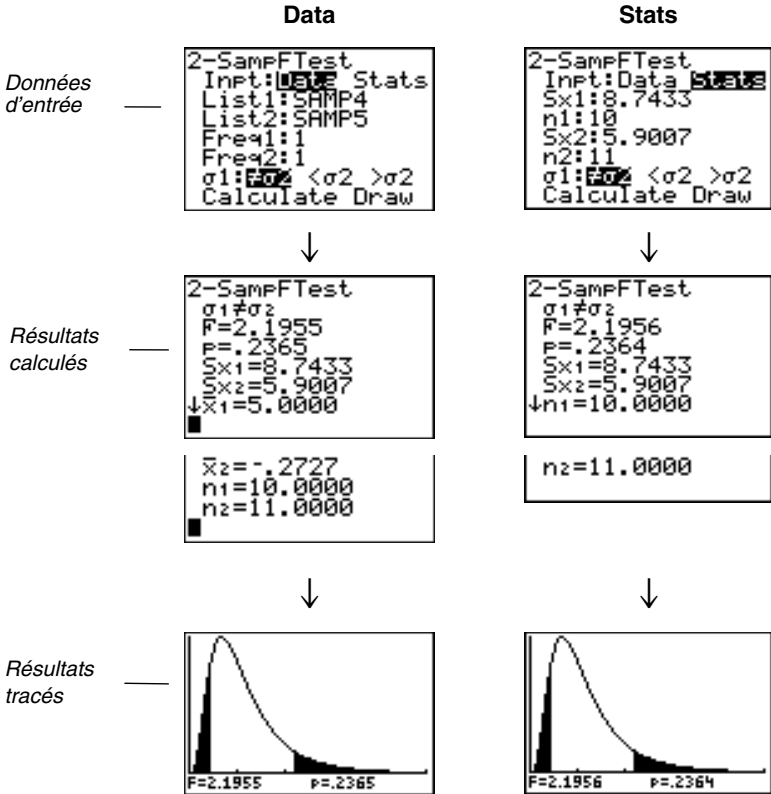 Data
Stats
Données
d'entrée
2-SampFTest
Inpt:Data Stats
List1:SAMP4
List2:SAMP5
Freq1:1
Freq2:1
σ1:≠σ2 <σ2 >σ2
Calculate Draw
2-SampFTest
Inpt:Data Stats
Sx1:8.7433
n1:10
Sx2:5.9007
n2:11
σ1:≠σ2 <σ2 >σ2
Calculate Draw
↓
↓
Résultats
calculés
2-SampFTest
σ1≠σ2
F=2.1955
p=.2365
Sx1=8.7433
Sx2=5.9007
↓x̄1=5.0000
x̄2=-.2727
n1=10.0000
n2=11.0000
2-SampFTest
σ1≠σ2
F=2.1956
p=.2364
Sx1=8.7433
Sx2=5.9007
↓n1=10.0000
n2=11.0000
↓
↓
Résultats
tracés
F=2.1955 p=.2365
F=2.1956 p=.2364